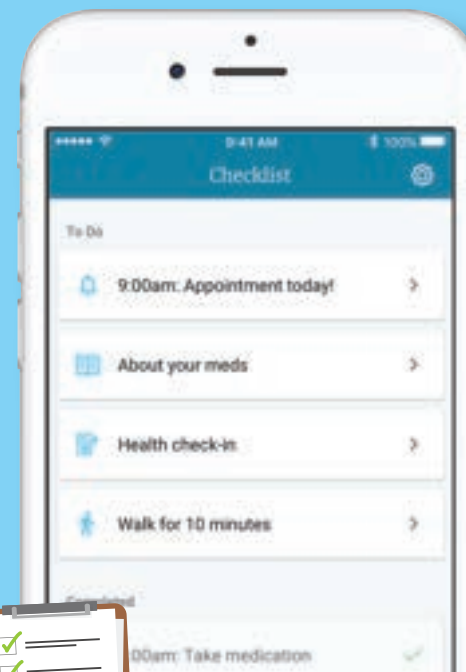 9:41 AM 100%
Checklist
To Do
9:00am: Appointment today!
About your meds
Health check-in
Walk for 10 minutes
Completed
00am: Take medication